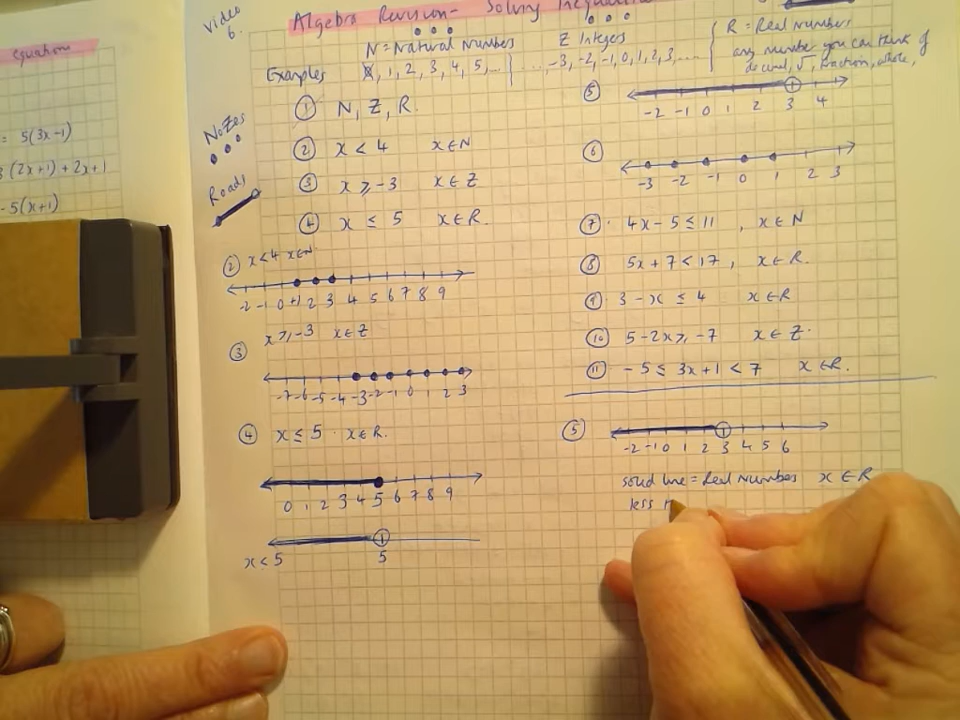 Video 6.
Algebra Revision - Solving
equations
N = Natural Numbers
Z Integes
R = Real Numbers
any number you can think of
decimal, √, fraction, whole,
Examples
0, 1, 2, 3, 4, 5, ...
... -3, -2, -1, 0, 1, 2, 3, ....
= 5(3x-1)
3(2x+1) + 2x+1
-5(x+1)
Notes
Roads
① N, Z, R.
② x < 4 x∈N
③ x ≥ -3 x∈Z
④ x ≤ 5 x∈R.
② x<4 x∈N
-2 -1 0 +1 2 3 4 5 6 7 8 9
③ x ≥ -3 x∈Z
-7 -6 -5 -4 -3 -2 -1 0 1 2 3
④ x ≤ 5 · x∈R.
0 1 2 3 4 5 6 7 8 9
x < 5
5
⑤
-2 -1 0 1 2 3 4
⑥
-3 -2 -1 0 1 2 3
⑦ 4x - 5 ≤ 11 , x∈N
⑧ 5x + 7 < 17 , x∈R.
⑨ 3 - x ≤ 4 x∈R
⑩ 5 - 2x ≥ -7 x∈Z.
⑪ -5 ≤ 3x+1 < 7 x∈R.
⑤
-2 -1 0 1 2 3 4 5 6
solid line = Real Numbers x∈R
less